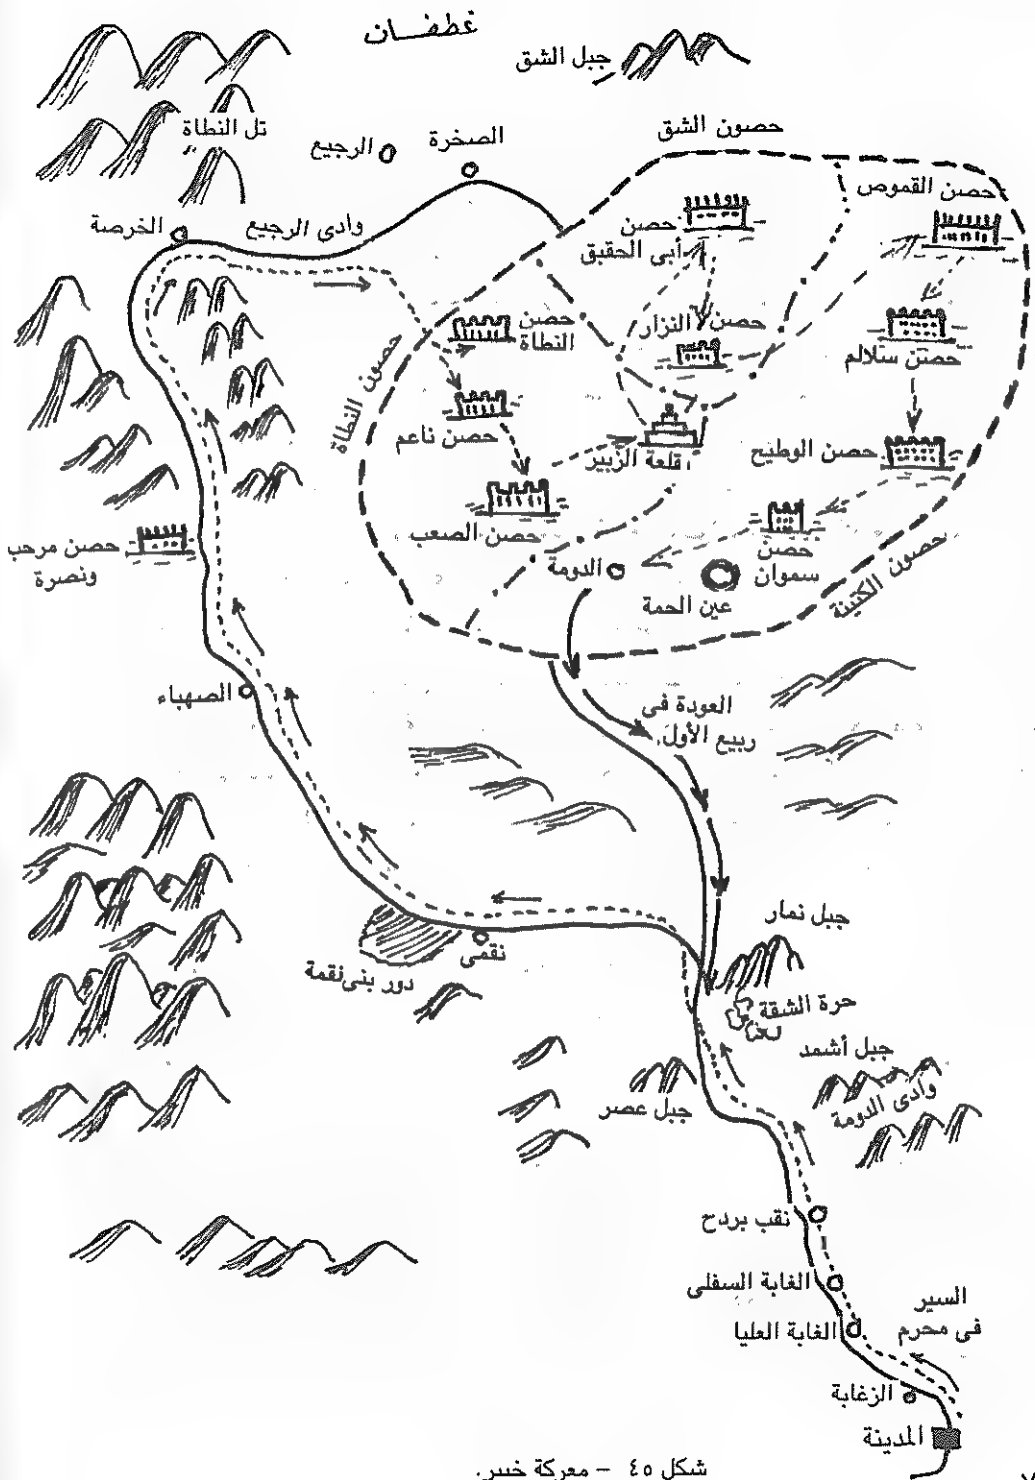 غطفان
جبل الشق
تل النطاة
الرجيع
الصخرة
حصون الشق
حصن القموص
الخرصة
وادى الرجيع
حصن
أبى الحقيق
حصن النزار
حصن
النطاة
حصن سلالم
حصون النطاة
حصن ناعم
قلعة الزبير
حصن الوطيح
حصن الصعب
حصن
سموان
حصن مرحب
ونصرة
الدومة
عين الحمة
حصون الكتيبة
الصهباء
العودة فى
ربيع الأول
جبل نمار
نقمى
دور بنى نقمة
حرة الشقة
جبل أشمد
وادى الدومة
جبل عصر
نقب بردح
الغابة السفلى
السير
فى محرم
الغابة العليا
الزغابة
المدينة
شكل ٤٥ - معركة خيبر.